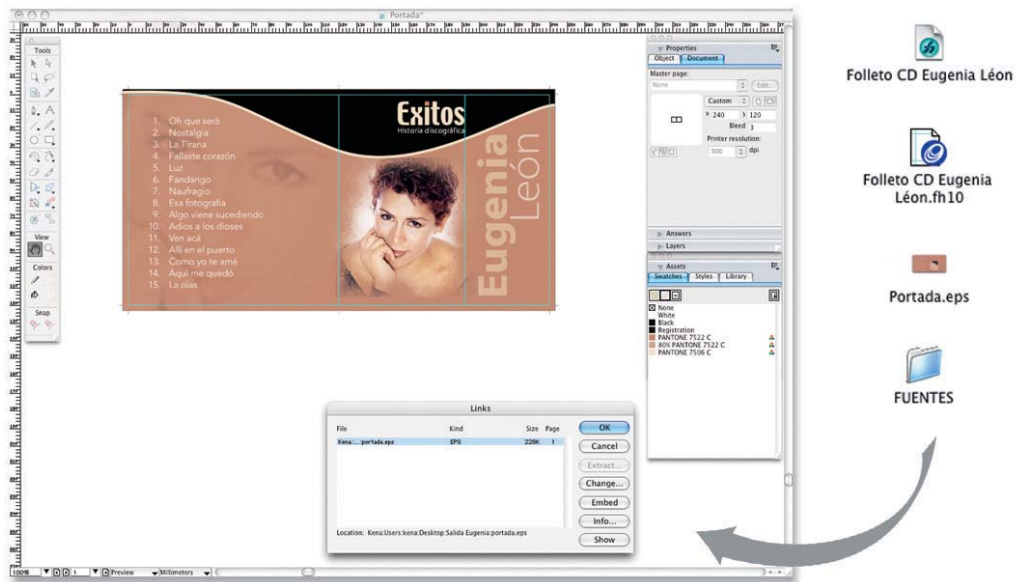 Portada*
Tools
View
Colors
Snap
1. Oh que será
2. Nostalgia
3. La Tirana
4. Fallaste corazón
5. Luz
6. Fandango
7. Naufragio
8. Esa fotografía
9. Algo viene sucediendo
10. Adios a los dioses
11. Ven acá
12. Allí en el puerto
13. Como yo te amé
14. Aquí me quedó
15. La olas
Exitos
Historia discográfica
Eugenia
León
Properties
Object Document
Master page:
None Edit...
Custom
x 240 y 120
Bleed 3
Printer resolution:
dpi
Answers
Layers
Assets
Swatches Styles Library
None
White
Black
Registration
PANTONE 7522 C
80% PANTONE 7522 C
PANTONE 7506 C
Links
File Kind Size Page
Kena:...:portada.eps EPS 228K 1
OK
Cancel
Extract...
Change...
Embed
Info...
Show
Location: Kena:Users:kena:Desktop:Salida Eugenia:portada.eps
100% 1 Preview Millimeters
Folleto CD Eugenia Léon
Folleto CD Eugenia
Léon.fh10
Portada.eps
FUENTES